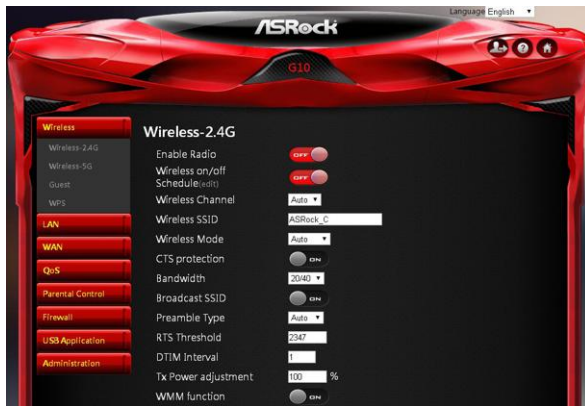 Language English
ASRock
G10
Wireless
Wireless-2.4G
Wireless-5G
Guest
WPS
LAN
WAN
QoS
Parental Control
Firewall
USB Application
Administration
Wireless-2.4G
Enable Radio OFF
Wireless on/off
Schedule(edit) OFF
Wireless Channel Auto
Wireless SSID ASRock_C
Wireless Mode Auto
CTS protection ON
Bandwidth 20/40
Broadcast SSID ON
Preamble Type Auto
RTS Threshold 2347
DTIM Interval 1
Tx Power adjustment 100 %
WMM function ON